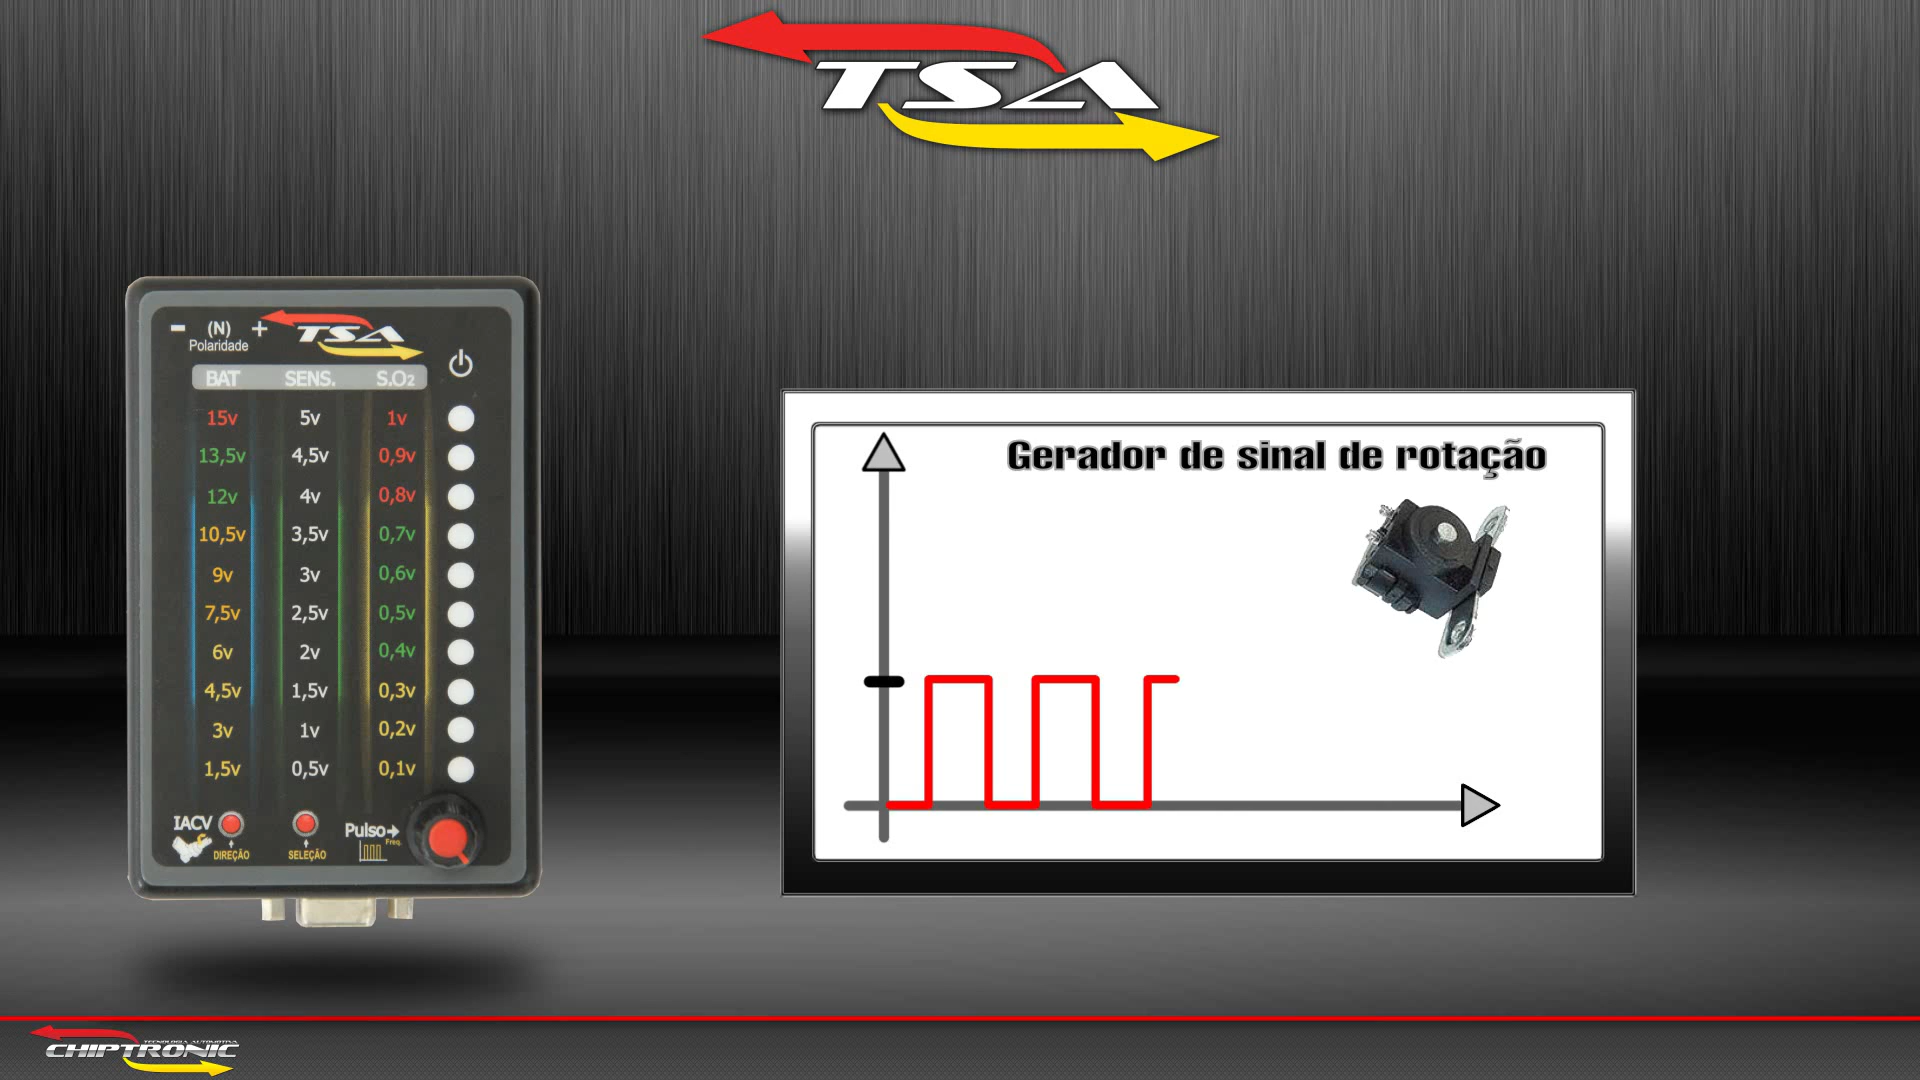 TSA
- (N) +
Polaridade
TSA
BAT SENS. S.O2
15v 5v 1v
13,5v 4,5v 0,9v
12v 4v 0,8v
10,5v 3,5v 0,7v
9v 3v 0,6v
7,5v 2,5v 0,5v
6v 2v 0,4v
4,5v 1,5v 0,3v
3v 1v 0,2v
1,5v 0,5v 0,1v
IACV
DIREÇÃO
SELEÇÃO
Pulso
Freq.
Gerador de sinal de rotação
TECNOLOGIA AUTOMOTIVA
CHIPTRONIC